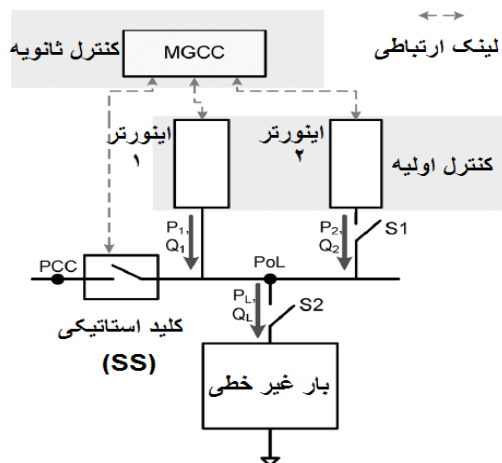 کنترل ثانویه
MGCC
لینک ارتباطی
اینورتر
۱
اینورتر
۲
کنترل اولیه
P1,
Q1
P2,
Q2
S1
PCC
PoL
PL,
QL
S2
کلید استاتیکی
(SS)
بار غیر خطی